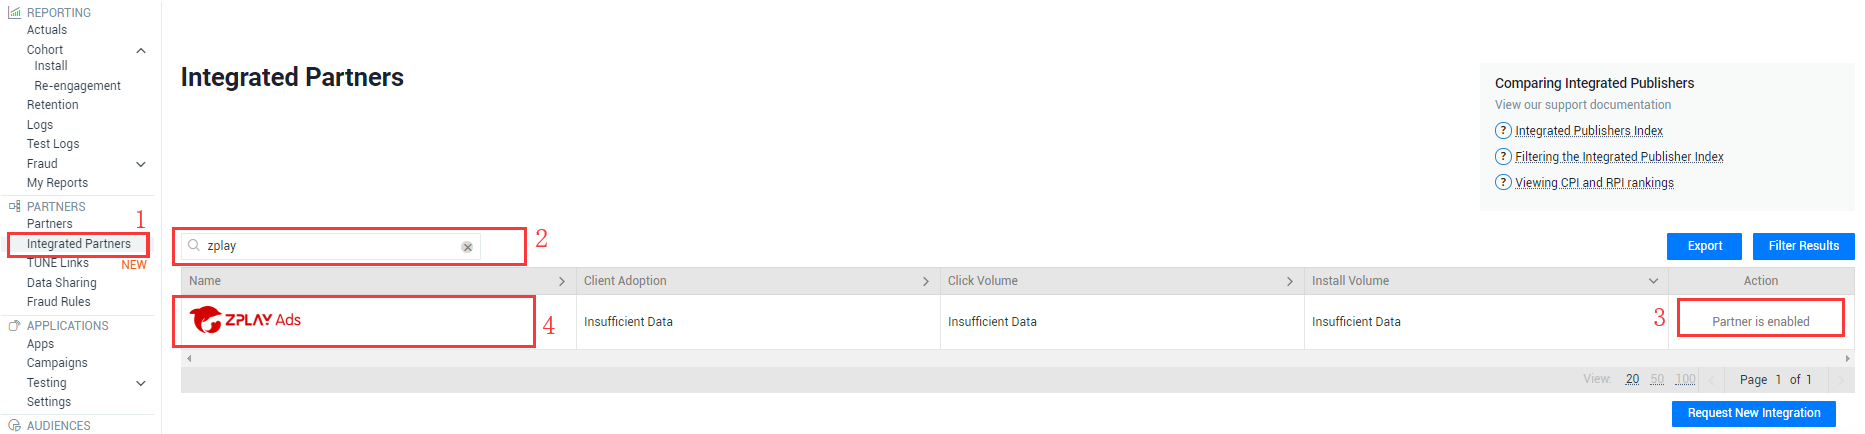 REPORTING
Actuals
Cohort
Install
Re-engagement
Retention
Logs
Test Logs
Fraud
My Reports
PARTNERS
Partners
1
Integrated Partners
TUNE Links NEW
Data Sharing
Fraud Rules
APPLICATIONS
Apps
Campaigns
Testing
Settings
AUDIENCES
Integrated Partners
Comparing Integrated Publishers
View our support documentation
? Integrated Publishers Index
? Filtering the Integrated Publisher Index
? Viewing CPI and RPI rankings
zplay
2
Export Filter Results
Name Client Adoption Click Volume Install Volume Action
ZPLAY Ads 4 Insufficient Data Insufficient Data Insufficient Data 3 Partner is enabled
View: 20 50 100 Page 1 of 1
Request New Integration